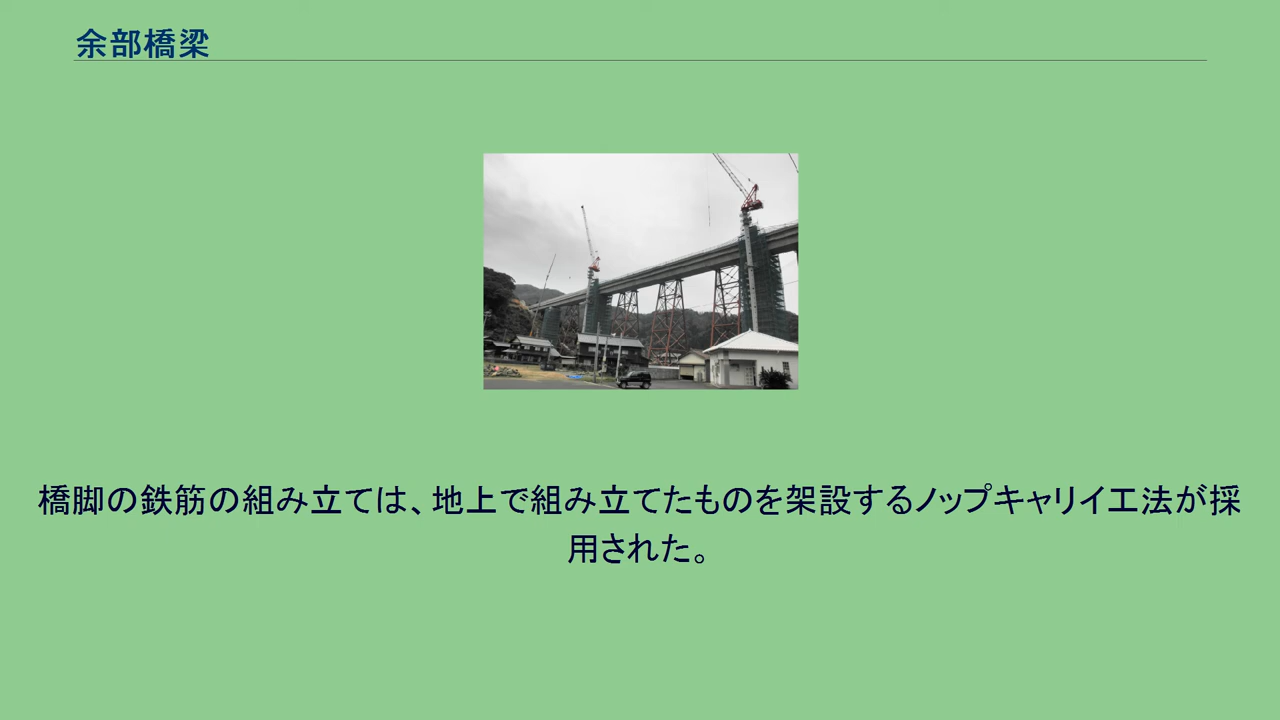 余部橋梁
橋脚の鉄筋の組み立ては、地上で組み立てたものを架設するノップキャリイ工法が採
用された。